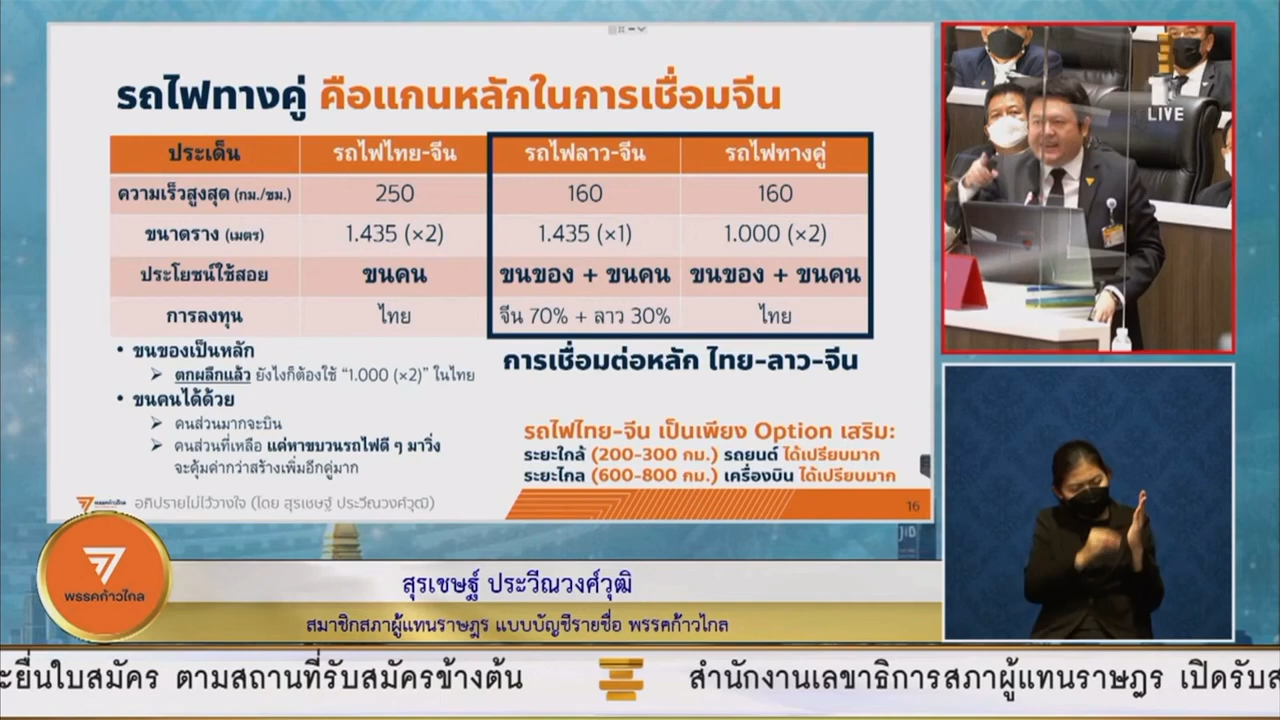 รถไฟทางคู่ คือแกนหลักในการเชื่อมจีน
ประเด็น รถไฟไทย-จีน รถไฟลาว-จีน รถไฟทางคู่
ความเร็วสูงสุด (กม./ชม.) 250 160 160
ขนาดราง (เมตร) 1.435 (×2) 1.435 (×1) 1.000 (×2)
ประโยชน์ใช้สอย ขนคน ขนของ + ขนคน ขนของ + ขนคน
การลงทุน ไทย จีน 70% + ลาว 30% ไทย
• ขนของเป็นหลัก
➢ ตกผลึกแล้ว ยังไงก็ต้องใช้ “1.000 (×2)” ในไทย
• ขนคนได้ด้วย
➢ คนส่วนมากจะบิน
➢ คนส่วนที่เหลือ แค่หาขบวนรถไฟดี ๆ มาวิ่ง
จะคุ้มค่ากว่าสร้างเพิ่มอีกคู่มาก
การเชื่อมต่อหลัก ไทย-ลาว-จีน
รถไฟไทย-จีน เป็นเพียง Option เสริม:
ระยะใกล้ (200-300 กม.) รถยนต์ ได้เปรียบมาก
ระยะไกล (600-800 กม.) เครื่องบิน ได้เปรียบมาก
พรรคก้าวไกล อภิปรายไม่ไว้วางใจ (โดย สุรเชษฐ์ ประวีณวงศ์วุฒิ)
16
LIVE
JID
พรรคก้าวไกล
สุรเชษฐ์ ประวีณวงศ์วุฒิ
สมาชิกสภาผู้แทนราษฎร แบบบัญชีรายชื่อ พรรคก้าวไกล
ะยื่นใบสมัคร ตามสถานที่รับสมัครข้างต้น สำนักงานเลขาธิการสภาผู้แทนราษฎร เปิดรับส